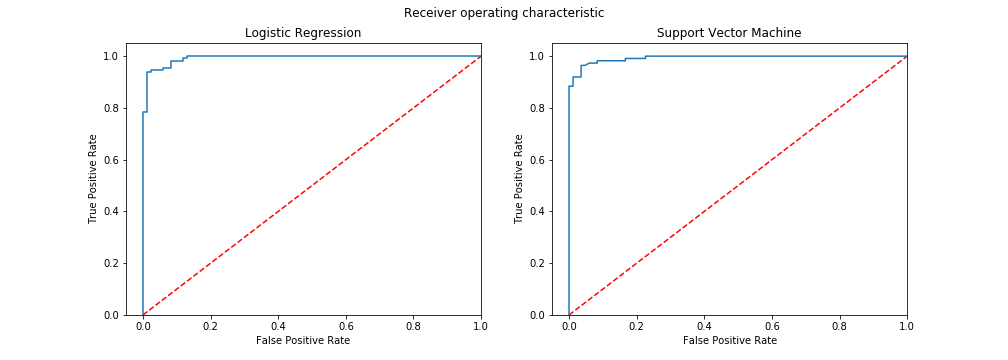 Receiver operating characteristic
Logistic Regression
1.0
0.8
0.6
0.4
0.2
0.0
True Positive Rate
0.0 0.2 0.4 0.6 0.8 1.0
False Positive Rate
Support Vector Machine
1.0
0.8
0.6
0.4
0.2
0.0
True Positive Rate
0.0 0.2 0.4 0.6 0.8 1.0
False Positive Rate